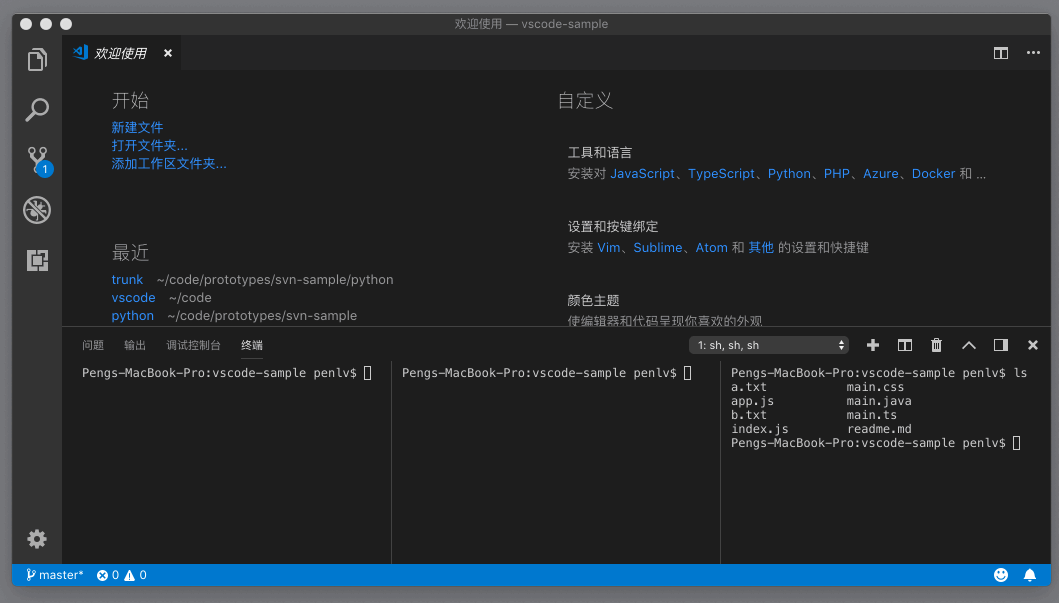 欢迎使用 — vscode-sample
欢迎使用
开始
新建文件
打开文件夹...
添加工作区文件夹...
最近
trunk ~/code/prototypes/svn-sample/python
vscode ~/code
python ~/code/prototypes/svn-sample
自定义
工具和语言
安装对 JavaScript、TypeScript、Python、PHP、Azure、Docker 和 ...
设置和按键绑定
安装 Vim、Sublime、Atom 和 其他 的设置和快捷键
颜色主题
使编辑器和代码呈现你喜欢的外观
1
问题 输出 调试控制台 终端
1: sh, sh, sh
Pengs-MacBook-Pro:vscode-sample penlv$
Pengs-MacBook-Pro:vscode-sample penlv$
Pengs-MacBook-Pro:vscode-sample penlv$ ls
a.txt main.css
app.js main.java
b.txt main.ts
index.js readme.md
Pengs-MacBook-Pro:vscode-sample penlv$
master* 0 0